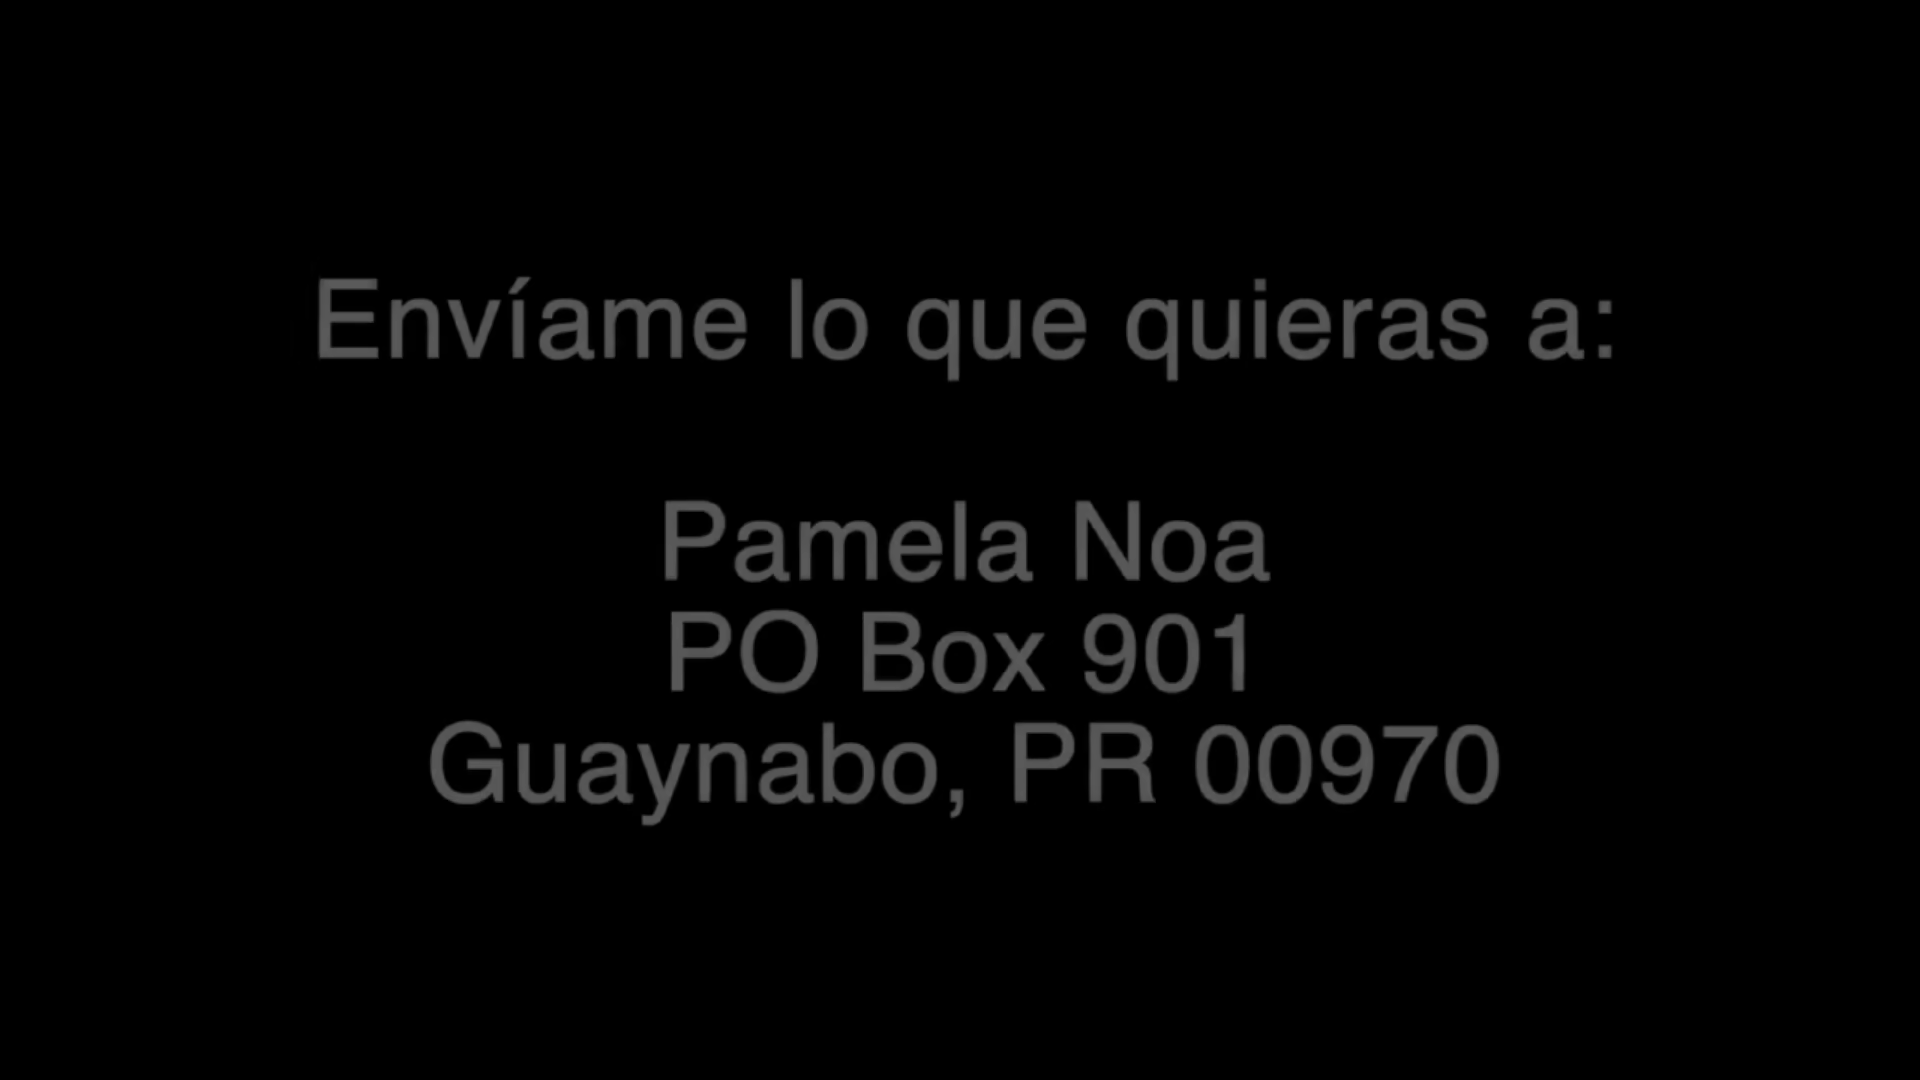 Envíame lo que quieras a:
Pamela Noa
PO Box 901
Guaynabo, PR 00970